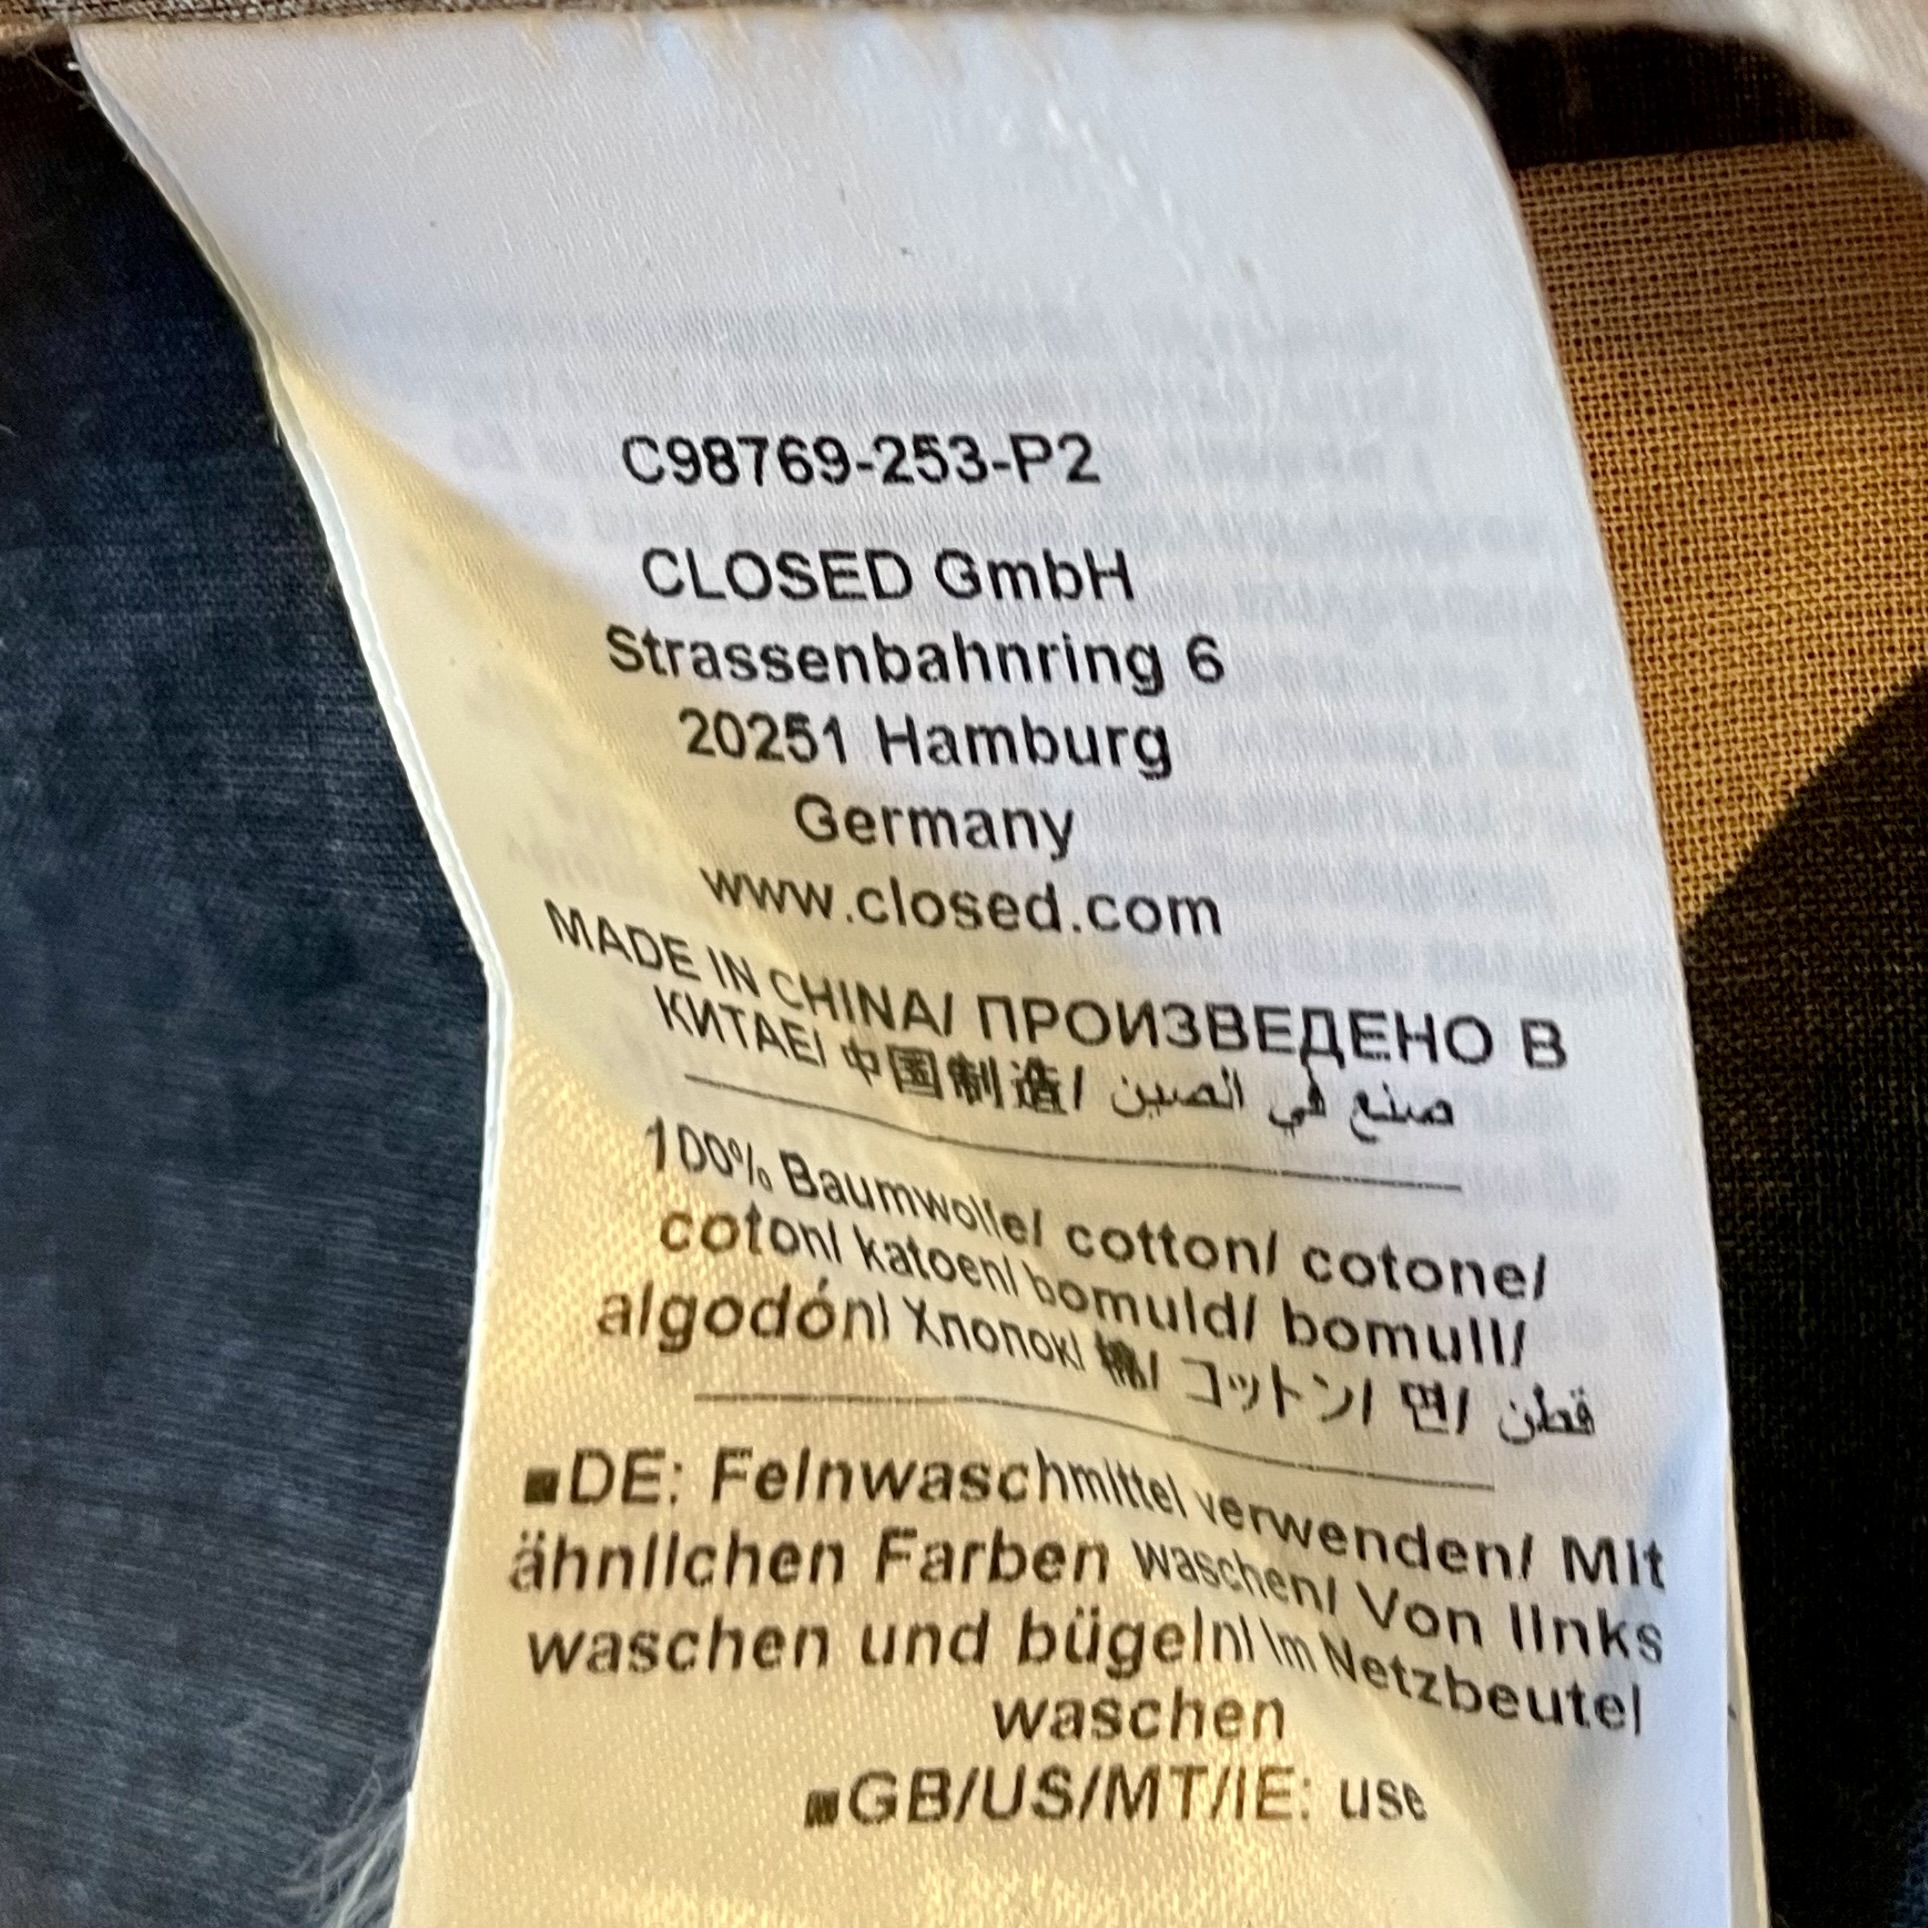 C98769-253-P2
CLOSED GmbH
Strassenbahnring 6
20251 Hamburg
Germany
www.closed.com
MADE IN CHINA/ ПРОИЗВЕДЕНО В
КИТАЕ/ 中国制造/ صنع في الصين
100% Baumwolle/ cotton/ cotone/
coton/ katoen/ bomuld/ bomull/
algodón/ Хлопок/ 棉/ コットン/ 면/ قطن
■DE: Feinwaschmittel verwenden/ Mit
ähnlichen Farben waschen/ Von links
waschen und bügeln/ Im Netzbeutel
waschen
■GB/US/MT/IE: use